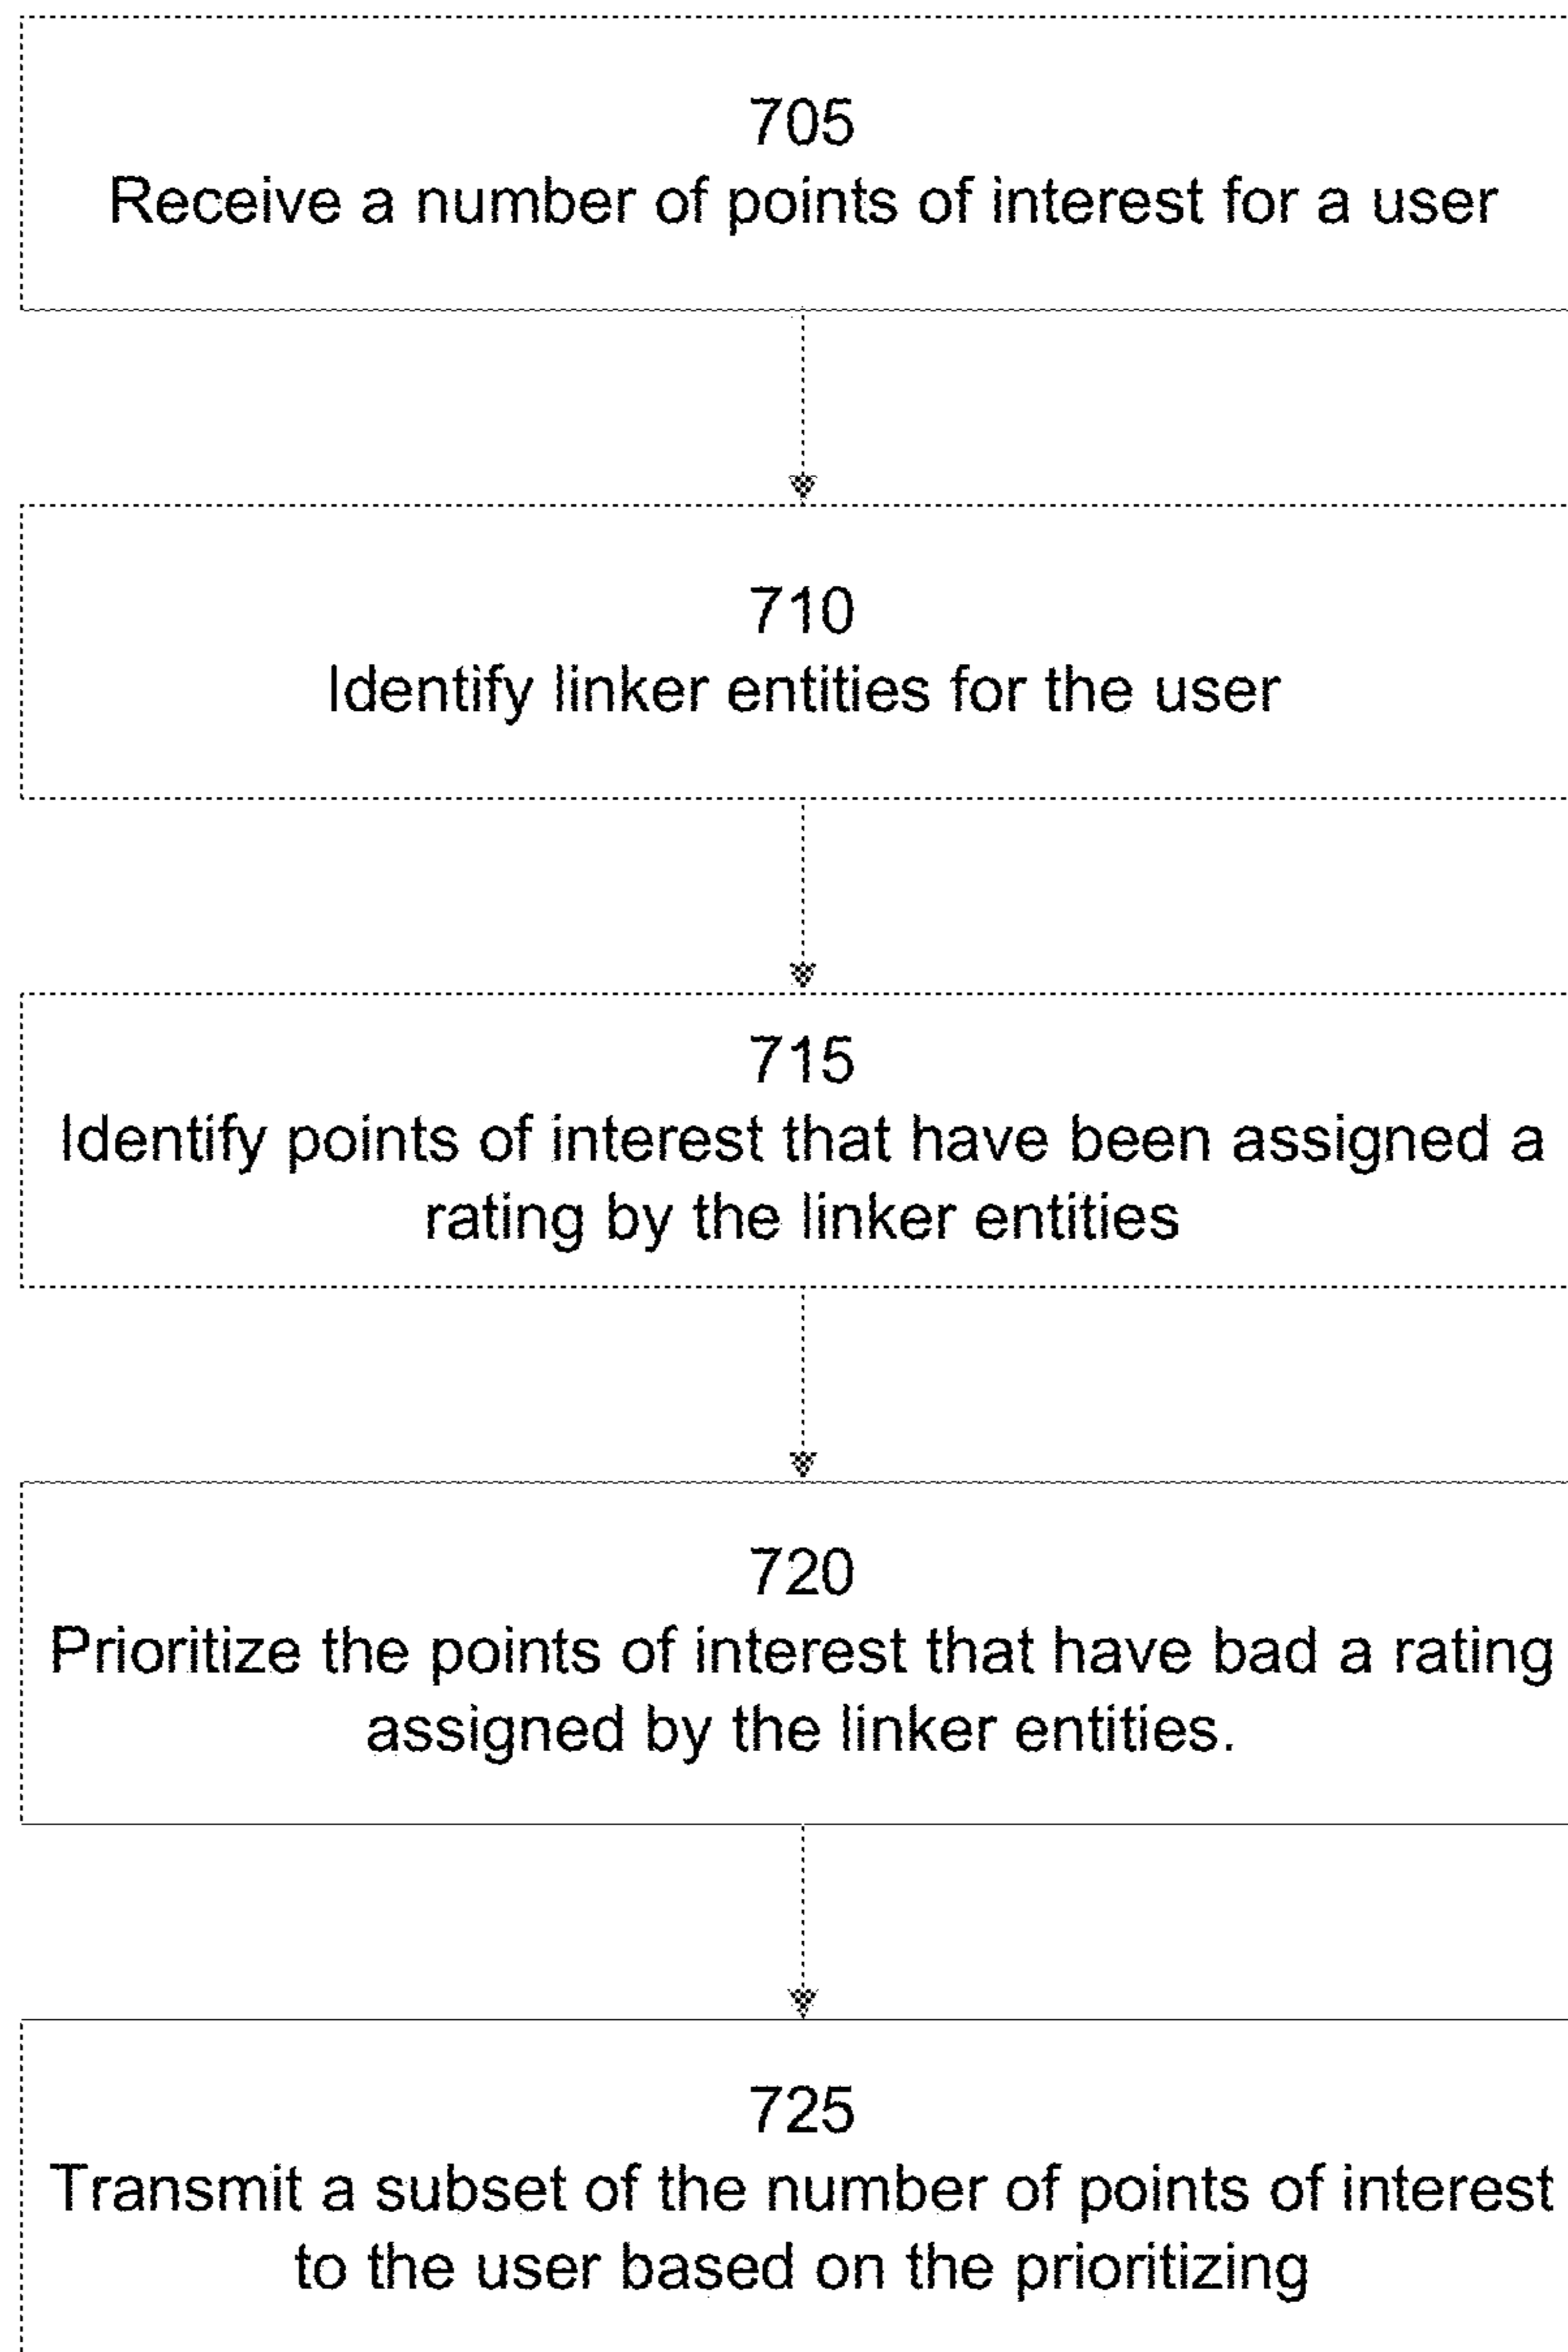 705
Receive a number of points of interest for a user
710
Identify linker entities for the user
715
Identify points of interest that have been assigned a
rating by the linker entities
720
Prioritize the points of interest that have bad a rating
assigned by the linker entities.
725
Transmit a subset of the number of points of interest
to the user based on the prioritizing